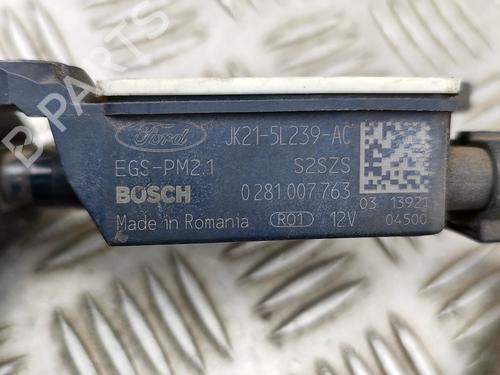 Ford JK21-5L239-AC
EGS-PM2.1 S2SZS
BOSCH 0 281 007 763
03 13921
Made in Romania R01 12V 04500